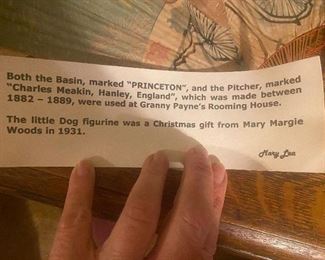 Both the Basin, marked "PRINCETON", and the Pitcher, marked
"Charles Meakin, Hanley, England", which was made between
1882 – 1889, were used at Granny Payne's Rooming House.
The little Dog figurine was a Christmas gift from Mary Margie
Woods in 1931.
Mary Lea